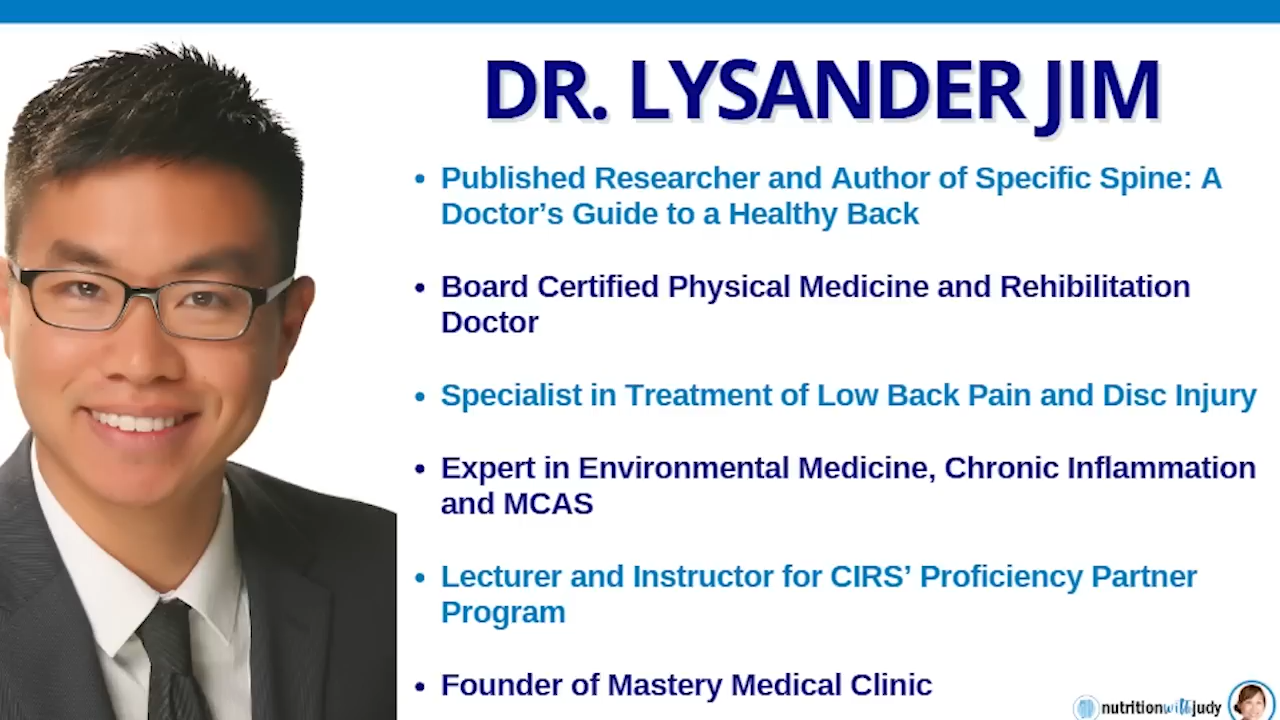 DR. LYSANDER JIM
• Published Researcher and Author of Specific Spine: A
Doctor’s Guide to a Healthy Back
• Board Certified Physical Medicine and Rehibilitation
Doctor
• Specialist in Treatment of Low Back Pain and Disc Injury
• Expert in Environmental Medicine, Chronic Inflammation
and MCAS
• Lecturer and Instructor for CIRS’ Proficiency Partner
Program
• Founder of Mastery Medical Clinic
nutritionwithjudy